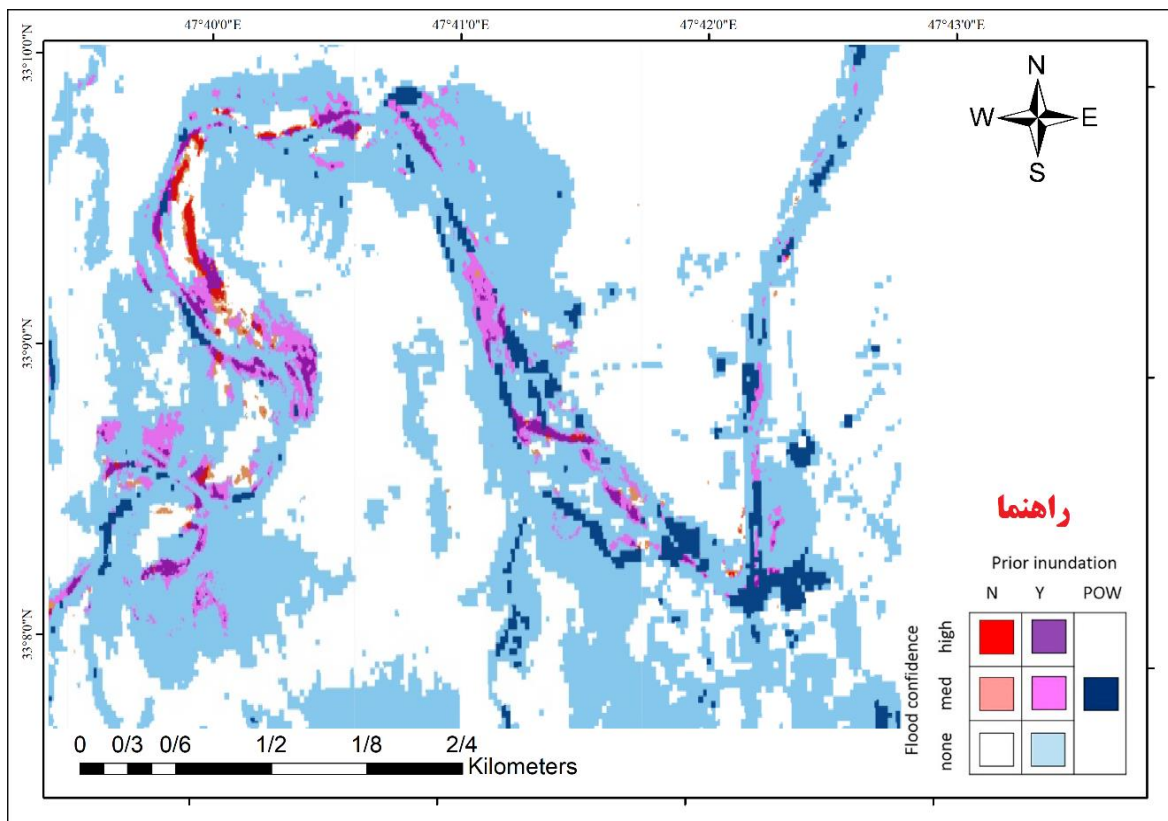 47°40'0"E 47°41'0"E 47°42'0"E 47°43'0"E
33°10'0"N
33°9'0"N
33°8'0"N
N
W E
S
راهنما
Prior inundation
N Y POW
Flood confidence
high
med
none
0 0/3 0/6 1/2 1/8 2/4
Kilometers